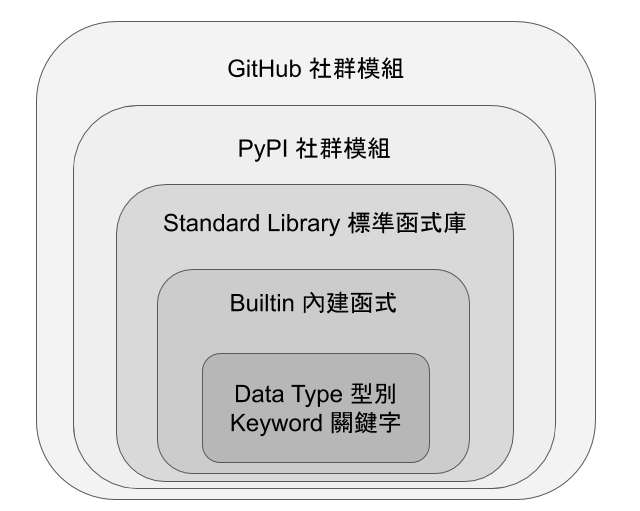 GitHub 社群模組
PyPI 社群模組
Standard Library 標準函式庫
Builtin 內建函式
Data Type 型別
Keyword 關鍵字